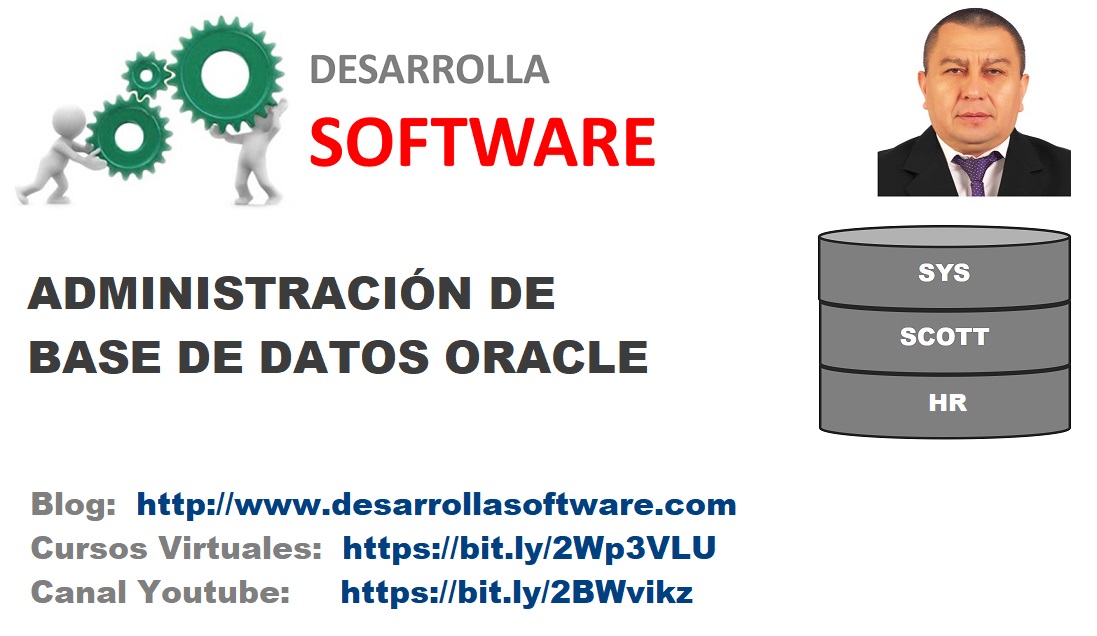 DESARROLLA
SOFTWARE
ADMINISTRACIÓN DE
BASE DE DATOS ORACLE
SYS
SCOTT
HR
Blog: http://www.desarrollasoftware.com
Cursos Virtuales: https://bit.ly/2Wp3VLU
Canal Youtube: https://bit.ly/2BWvikz